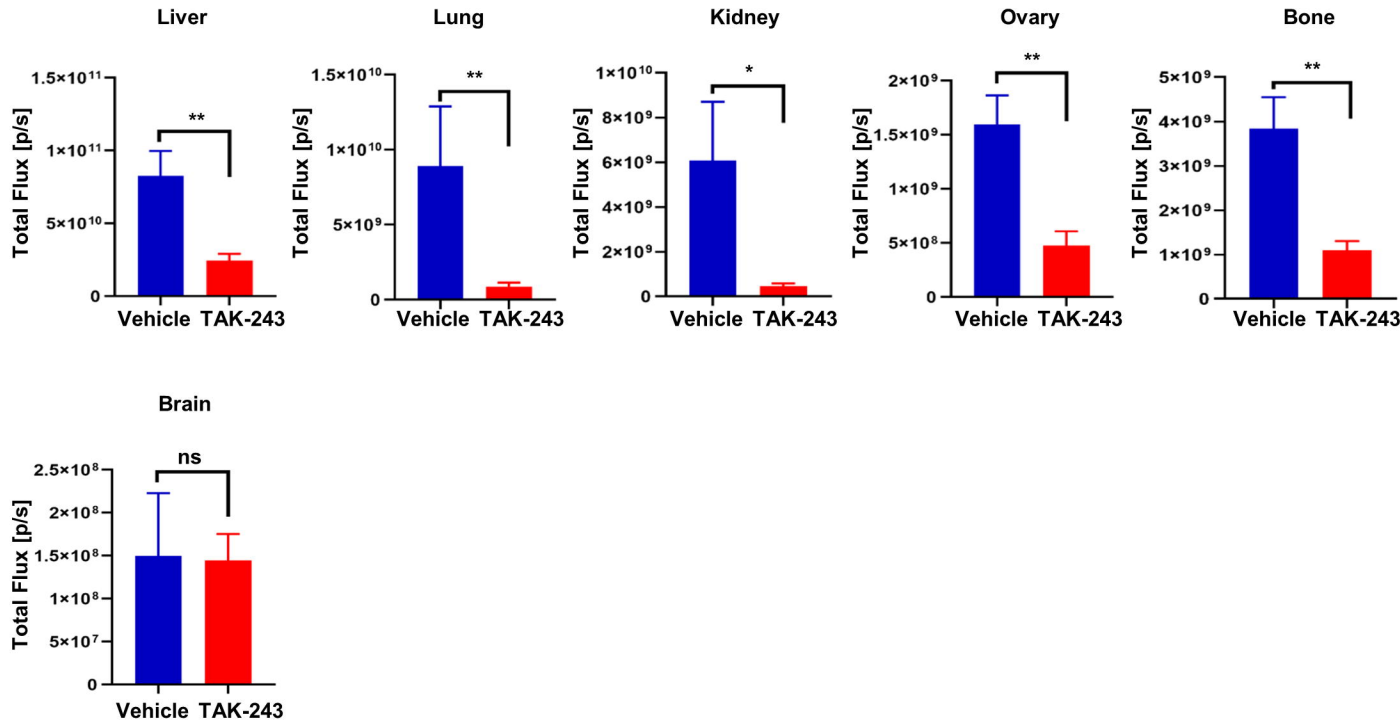 Liver
Total Flux [p/s]
1.5×10¹¹
1×10¹¹
5×10¹⁰
0
**
Vehicle TAK-243
Lung
Total Flux [p/s]
1.5×10¹⁰
1×10¹⁰
5×10⁹
0
**
Vehicle TAK-243
Kidney
Total Flux [p/s]
1×10¹⁰
8×10⁹
6×10⁹
4×10⁹
2×10⁹
0
*
Vehicle TAK-243
Ovary
Total Flux [p/s]
2×10⁹
1.5×10⁹
1×10⁹
5×10⁸
0
**
Vehicle TAK-243
Bone
Total Flux [p/s]
5×10⁹
4×10⁹
3×10⁹
2×10⁹
1×10⁹
0
**
Vehicle TAK-243
Brain
Total Flux [p/s]
2.5×10⁸
2×10⁸
1.5×10⁸
1×10⁸
5×10⁷
0
ns
Vehicle TAK-243